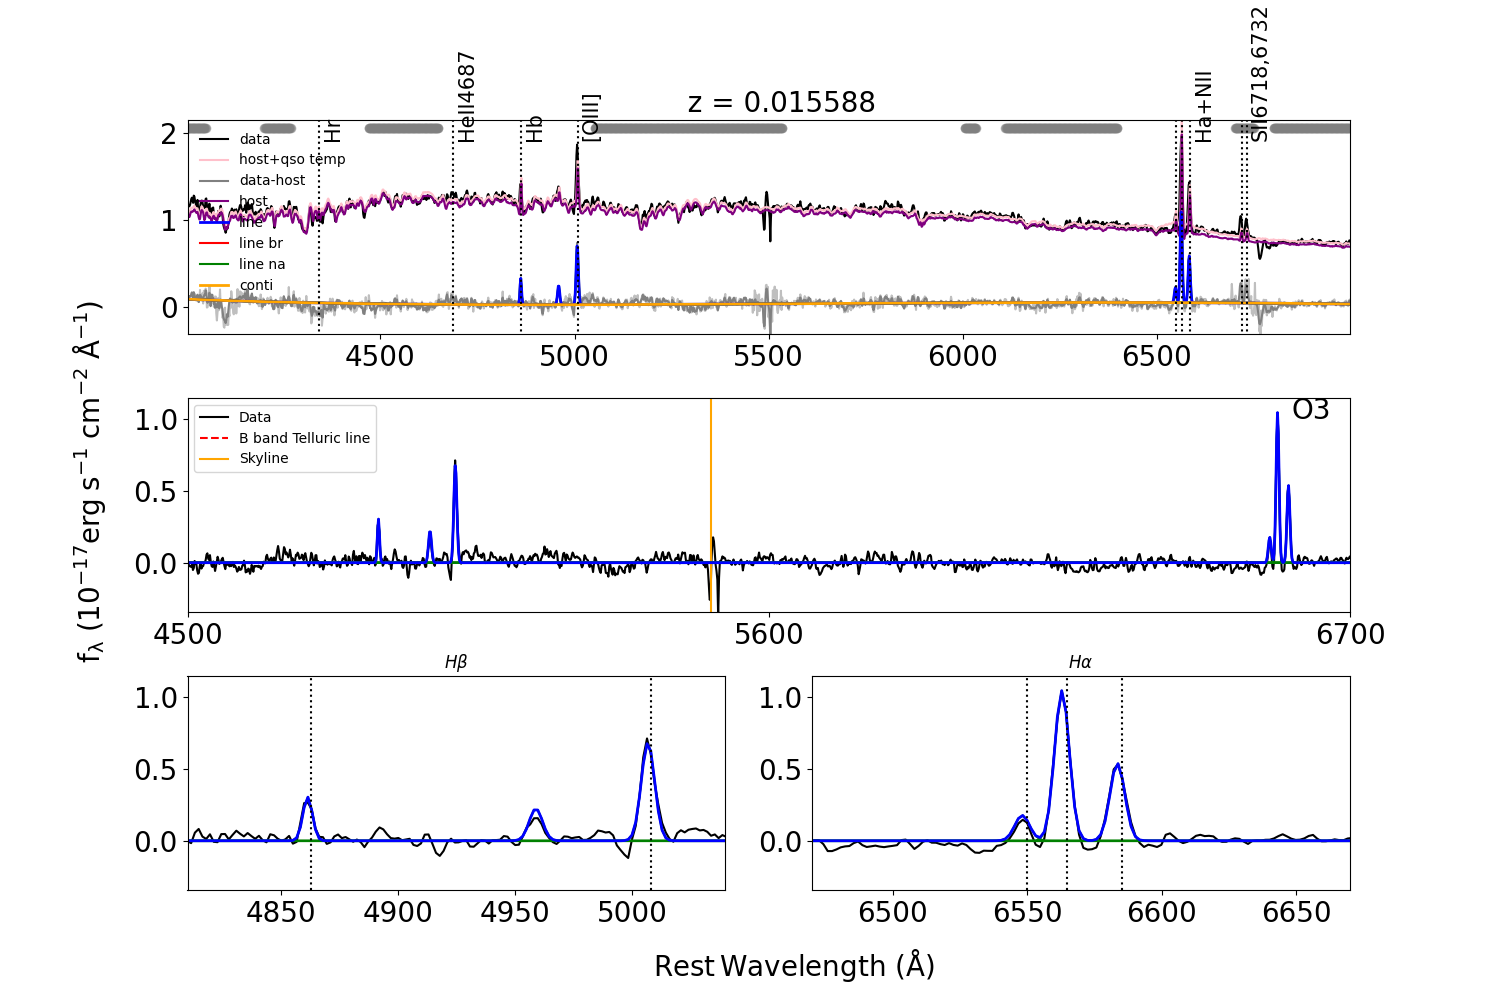 z = 0.015588
Hr
HeII4687
Hb
[OIII]
Ha+NII
SII6718,6732
data
host+qso temp
data-host
host
line
line br
line na
conti
2
1
0
4500 5000 5500 6000 6500
fλ (10⁻¹⁷erg s⁻¹ cm⁻² Å⁻¹)
Data
B band Telluric line
Skyline
O3
1.0
0.5
0.0
4500 5600 6700
Hβ
1.0
0.5
0.0
4850 4900 4950 5000
Hα
1.0
0.5
0.0
6500 6550 6600 6650
Rest Wavelength (Å)